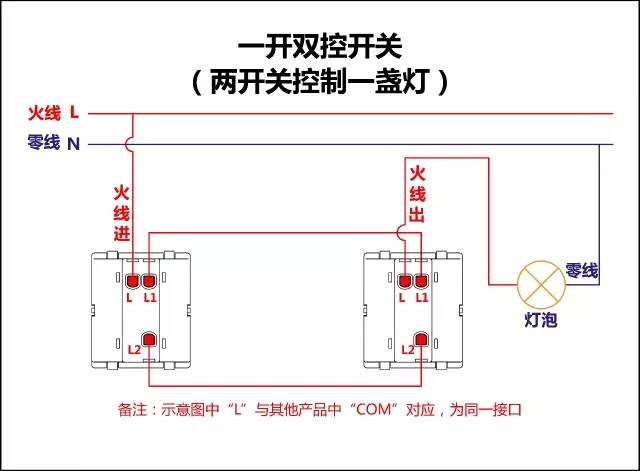 一开双控开关
（两开关控制一盏灯）
火线 L
零线 N
火线进
火线出
L L1
L2
L L1
L2
零线
灯泡
备注：示意图中“L”与其他产品中“COM”对应，为同一接口